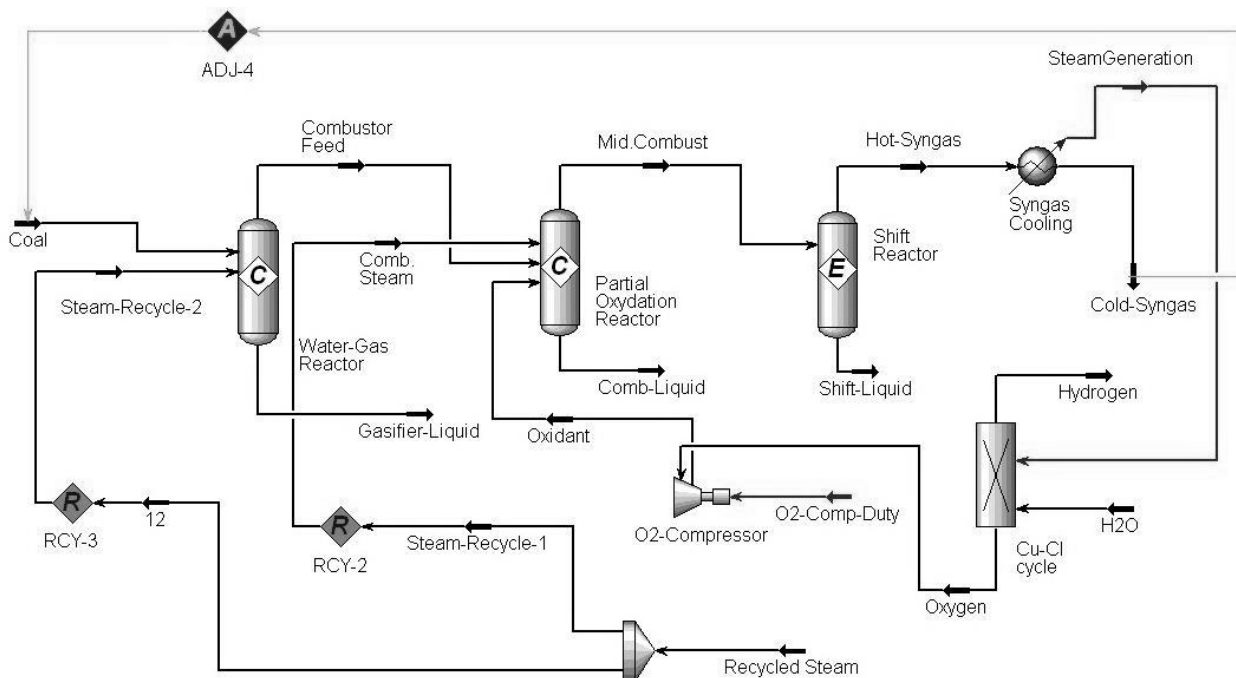 A
ADJ-4
SteamGeneration
Combustor
Feed
Mid.Combust
Hot-Syngas
Syngas
Cooling
Coal
C
Comb.
Steam
C
Partial
Oxydation
Reactor
E
Shift
Reactor
Cold-Syngas
Steam-Recycle-2
Water-Gas
Reactor
Comb-Liquid
Shift-Liquid
Hydrogen
Gasifier-Liquid
Oxidant
R
12
RCY-3
R
RCY-2
Steam-Recycle-1
O2-Compressor
O2-Comp-Duty
H2O
Cu-Cl
cycle
Oxygen
Recycled Steam